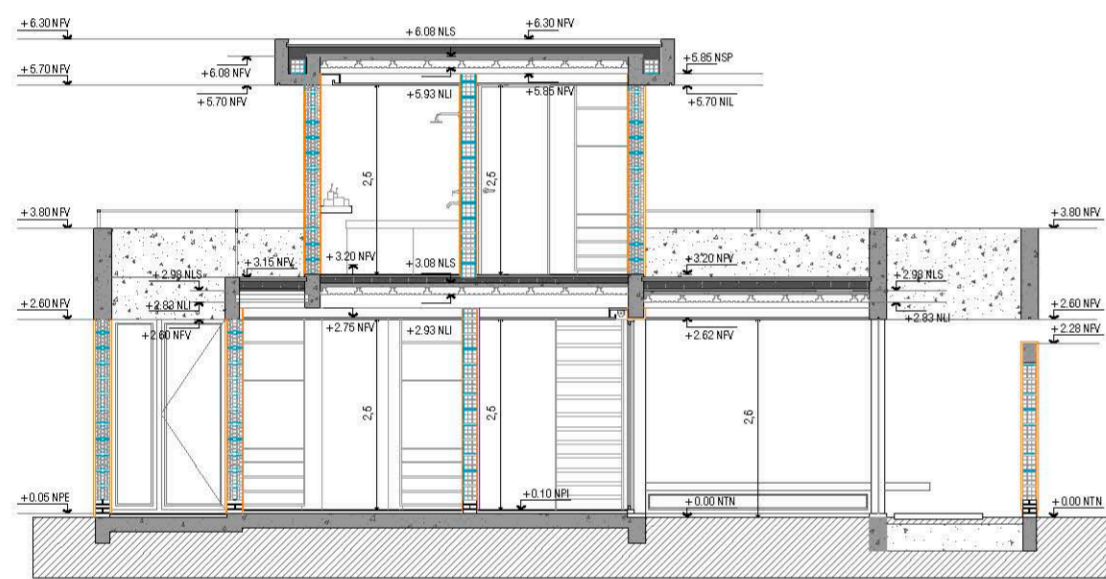 +6.30 NFV
+6.08 NLS
+6.30 NFV
+5.70 NFV
+6.08 NFV
+5.85 NSP
+5.70 NFV
+5.93 NLI
+5.85 NFV
+5.70 NIL
2,5
2,5
+3.80 NFV
+3.80 NFV
+3.15 NFV
+3.20 NFV
+3.08 NLS
+3.20 NFV
+2.98 NLS
+2.98 NLS
+2.83 NLI
+2.60 NFV
+2.60 NFV
+2.83 NLI
+2.60 NFV
+2.75 NFV
+2.93 NLI
+2.62 NFV
+2.28 NFV
2,5
2,5
2,6
+0.05 NPE
+0.10 NPI
+0.00 NTN
+0.00 NTN